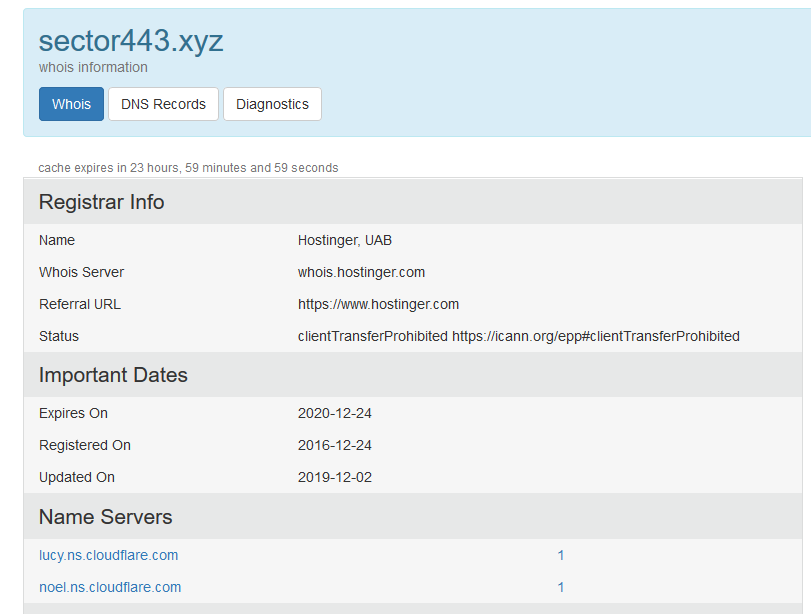 sector443.xyz
whois information
Whois DNS Records Diagnostics
cache expires in 23 hours, 59 minutes and 59 seconds
Registrar Info
Name Hostinger, UAB
Whois Server whois.hostinger.com
Referral URL https://www.hostinger.com
Status clientTransferProhibited https://icann.org/epp#clientTransferProhibited
Important Dates
Expires On 2020-12-24
Registered On 2016-12-24
Updated On 2019-12-02
Name Servers
lucy.ns.cloudflare.com 1
noel.ns.cloudflare.com 1